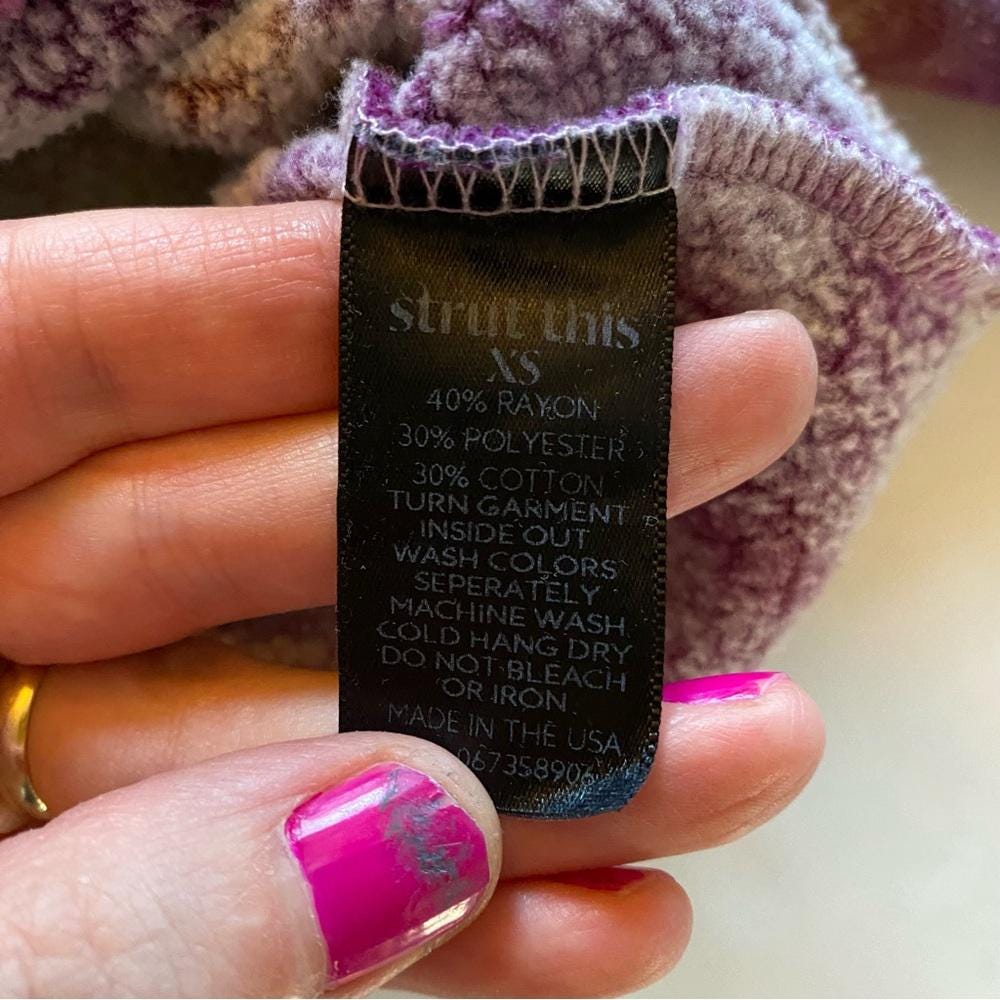 strut this
XS
40% RAYON
30% POLYESTER
30% COTTON
TURN GARMENT
INSIDE OUT
WASH COLORS
SEPERATELY
MACHINE WASH
COLD HANG DRY
DO NOT BLEACH
OR IRON
MADE IN THE USA